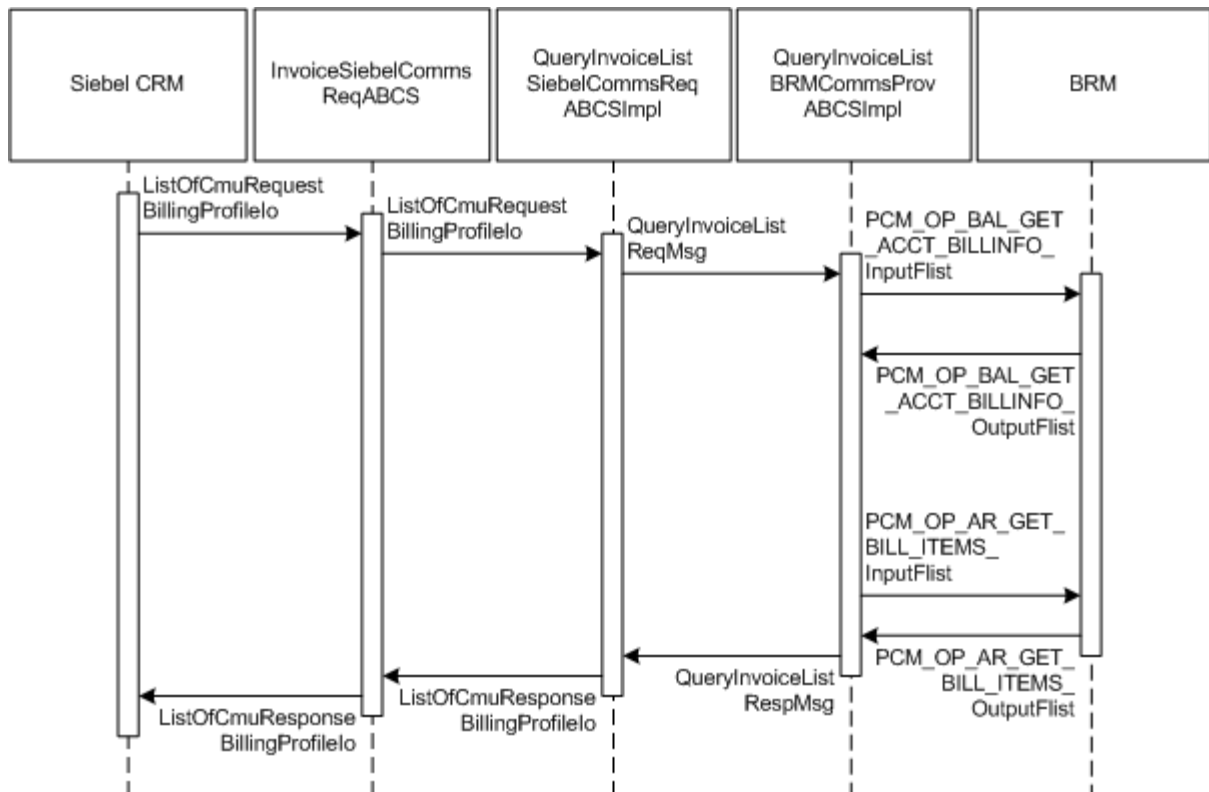 Siebel CRM
InvoiceSiebelComms
ReqABCS
QueryInvoiceList
SiebelCommsReq
ABCSImpl
QueryInvoiceList
BRMCommsProv
ABCSImpl
BRM
ListOfCmuRequest
BillingProfileIo
ListOfCmuRequest
BillingProfileIo
QueryInvoiceList
ReqMsg
PCM_OP_BAL_GET
_ACCT_BILLINFO_
InputFlist
PCM_OP_BAL_GET
_ACCT_BILLINFO_
OutputFlist
PCM_OP_AR_GET_
BILL_ITEMS_
InputFlist
PCM_OP_AR_GET_
BILL_ITEMS_
OutputFlist
QueryInvoiceList
RespMsg
ListOfCmuResponse
BillingProfileIo
ListOfCmuResponse
BillingProfileIo